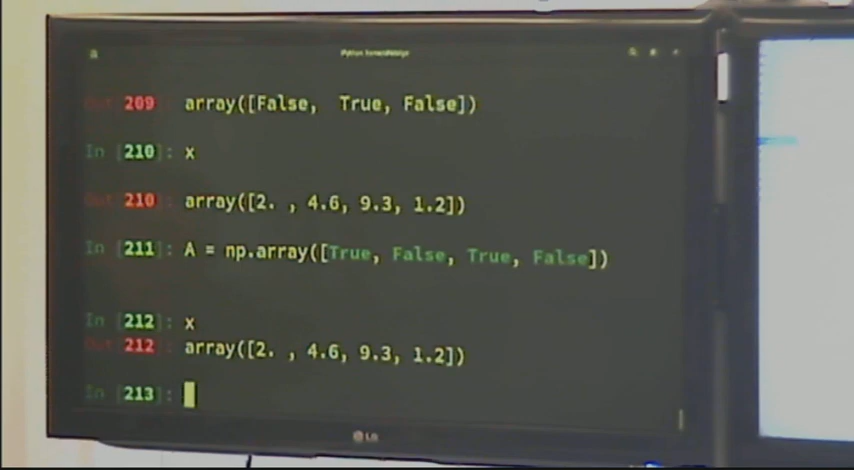 Out 209 : array([False,  True, False])
In [210]: x
Out 210 : array([2. , 4.6, 9.3, 1.2])
In [211]: A = np.array([True, False, True, False])
In [212]: x
Out 212 : array([2. , 4.6, 9.3, 1.2])
In [213]:
LG